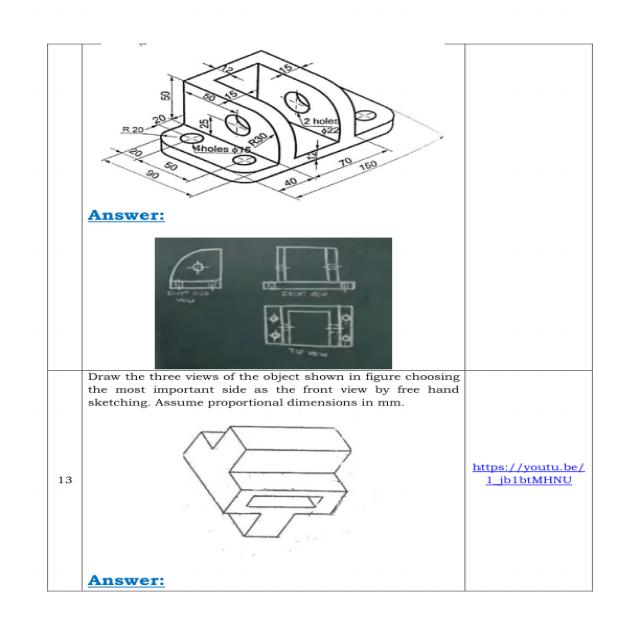 12
15
50
50
15
20
25
R 20
2 holes
ϕ22
R30
4holes ϕ15
20
50
90
12
40
70
150
Answer:
RIGHT SIDE
VIEW
FRONT VIEW
TOP VIEW
Draw the three views of the object shown in figure choosing
the most important side as the front view by free hand
sketching. Assume proportional dimensions in mm.
13
https://youtu.be/
1_jb1btMHNU
Answer: